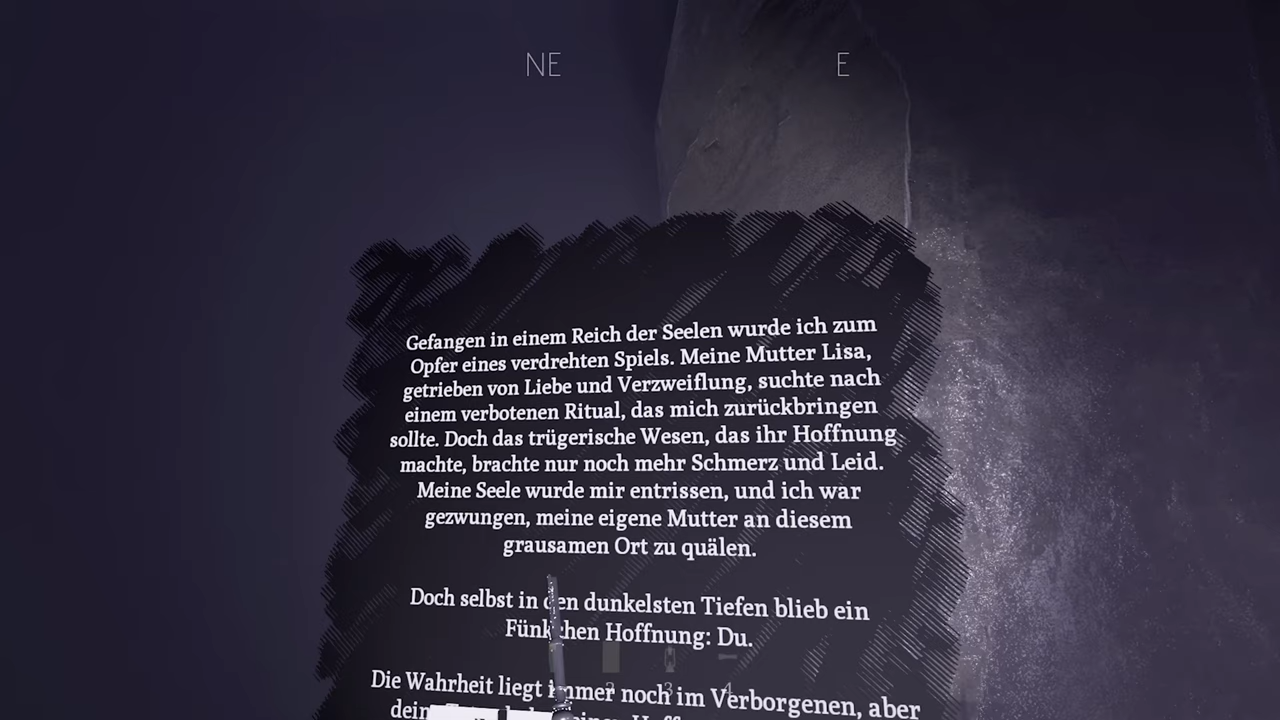 NE E
Gefangen in einem Reich der Seelen wurde ich zum
Opfer eines verdrehten Spiels. Meine Mutter Lisa,
getrieben von Liebe und Verzweiflung, suchte nach
einem verbotenen Ritual, das mich zurückbringen
sollte. Doch das trügerische Wesen, das ihr Hoffnung
machte, brachte nur noch mehr Schmerz und Leid.
Meine Seele wurde mir entrissen, und ich war
gezwungen, meine eigene Mutter an diesem
grausamen Ort zu quälen.
Doch selbst in den dunkelsten Tiefen blieb ein
Fünkchen Hoffnung: Du.
2 3 4
Die Wahrheit liegt immer noch im Verborgenen, aber